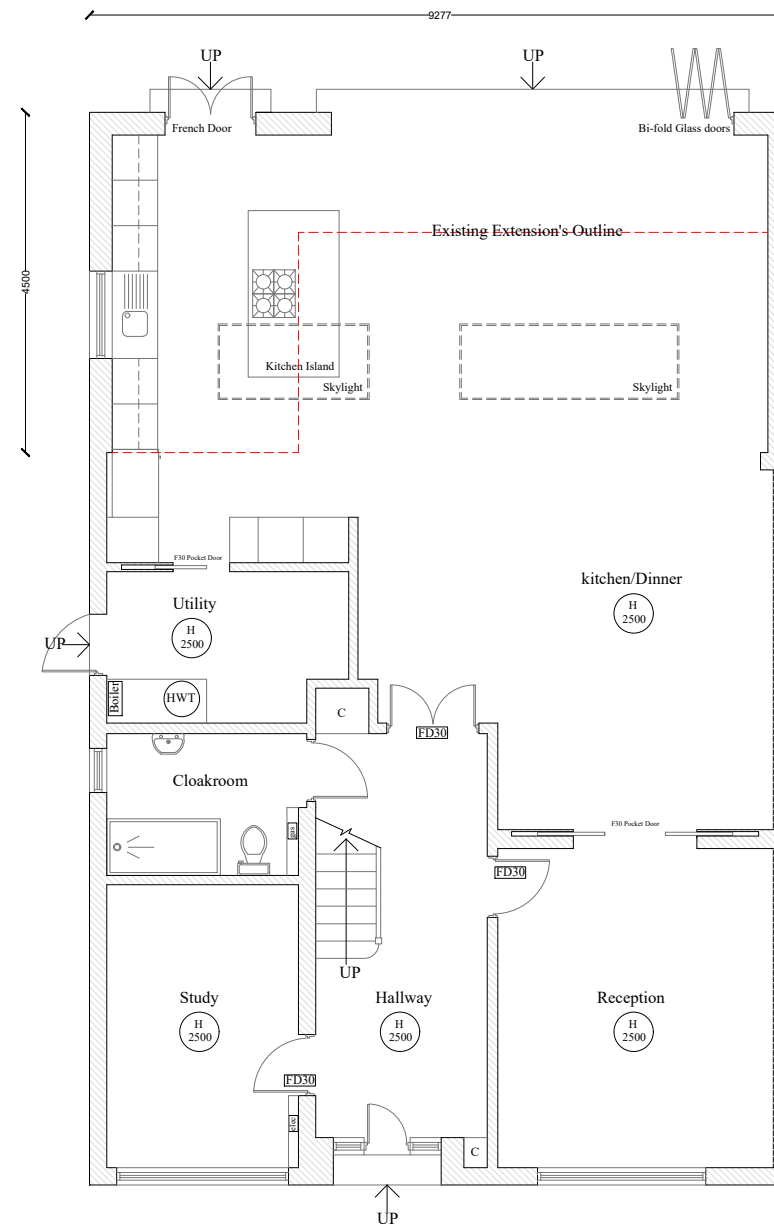 9277
UP
UP
French Door
Bi-fold Glass doors
Existing Extension's Outline
4500
Kitchen Island
Skylight
Skylight
F30 Pocket Door
kitchen/Dinner
Utility
H
2500
H
2500
UP
Boiler
HWT
C
FD30
Cloakroom
gas
F30 Pocket Door
FD30
UP
Study
Hallway
Reception
H
2500
H
2500
H
2500
FD30
elec
C
UP